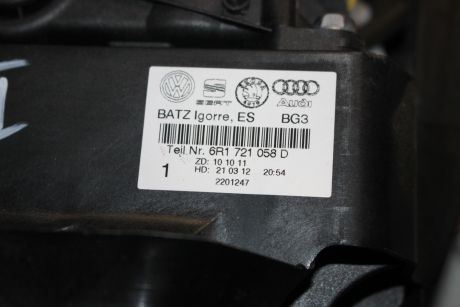 SEAT
Audi
BATZ Igorre, ES BG3
Teil.Nr. 6R1 721 058 D
ZD: 10 10 11
1 HD: 21 03 12 20:54
2201247